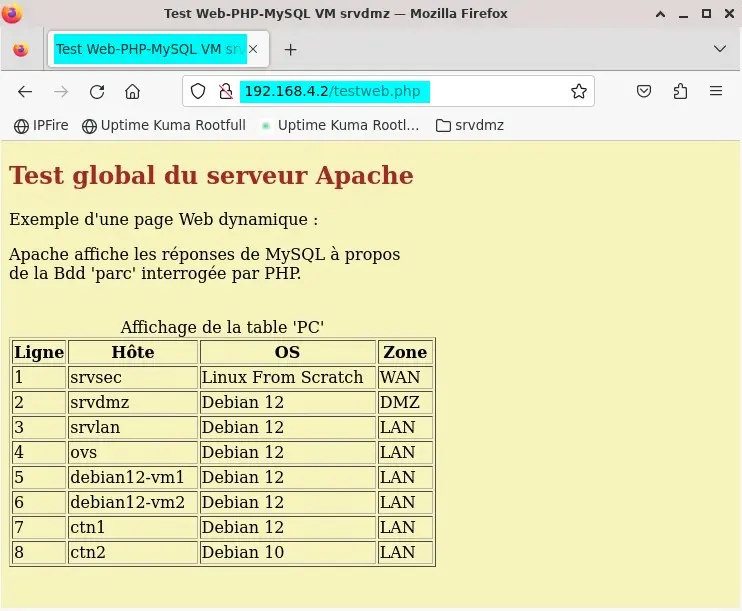 Test Web-PHP-MySQL VM srvdmz — Mozilla Firefox
Test Web-PHP-MySQL VM srv
192.168.4.2/testweb.php
IPFire Uptime Kuma Rootfull Uptime Kuma Rootl… srvdmz
Test global du serveur Apache
Exemple d'une page Web dynamique :
Apache affiche les réponses de MySQL à propos
de la Bdd 'parc' interrogée par PHP.
Affichage de la table 'PC'
Ligne Hôte OS Zone
1 srvsec Linux From Scratch WAN
2 srvdmz Debian 12 DMZ
3 srvlan Debian 12 LAN
4 ovs Debian 12 LAN
5 debian12-vm1 Debian 12 LAN
6 debian12-vm2 Debian 12 LAN
7 ctn1 Debian 12 LAN
8 ctn2 Debian 10 LAN